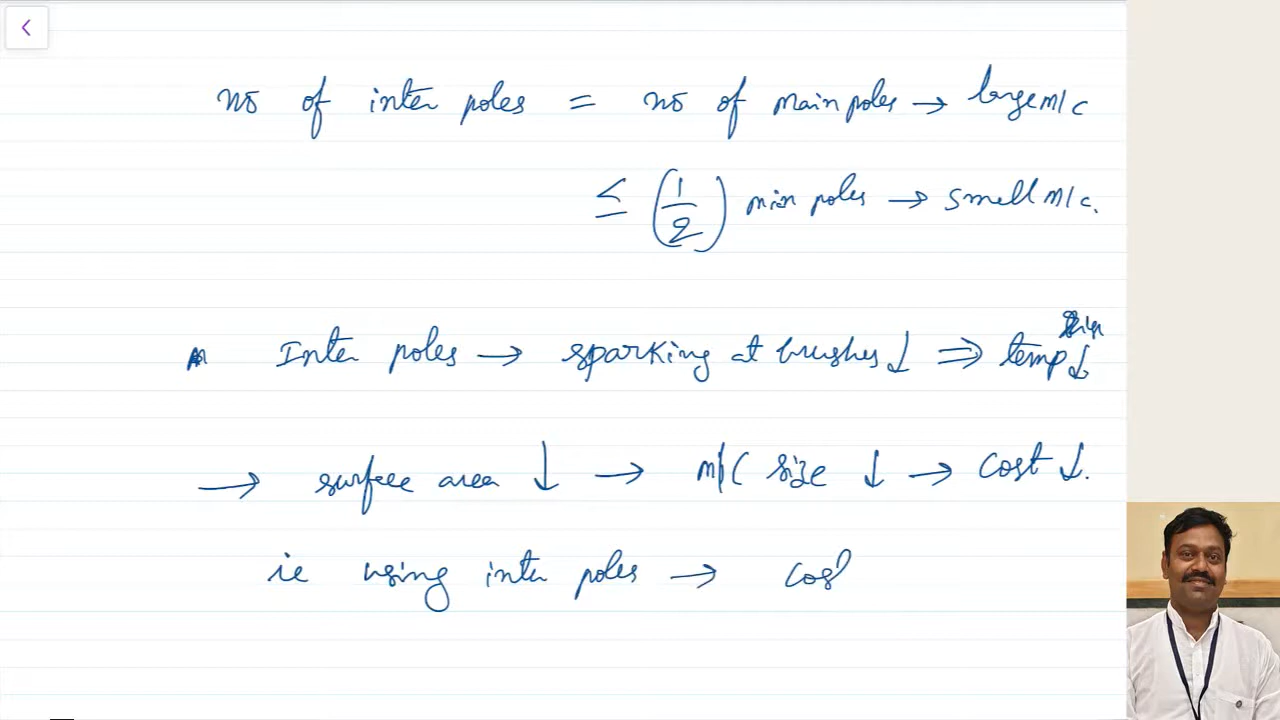 no of inter poles = no of main poles → large m/c
≤ (1/2) min poles → small m/c.
Inter poles → sparking at brushes ↓ ⇒ temp ↓
→ surface area ↓ → m/c size ↓ → cost ↓.
ie using inter poles → cost